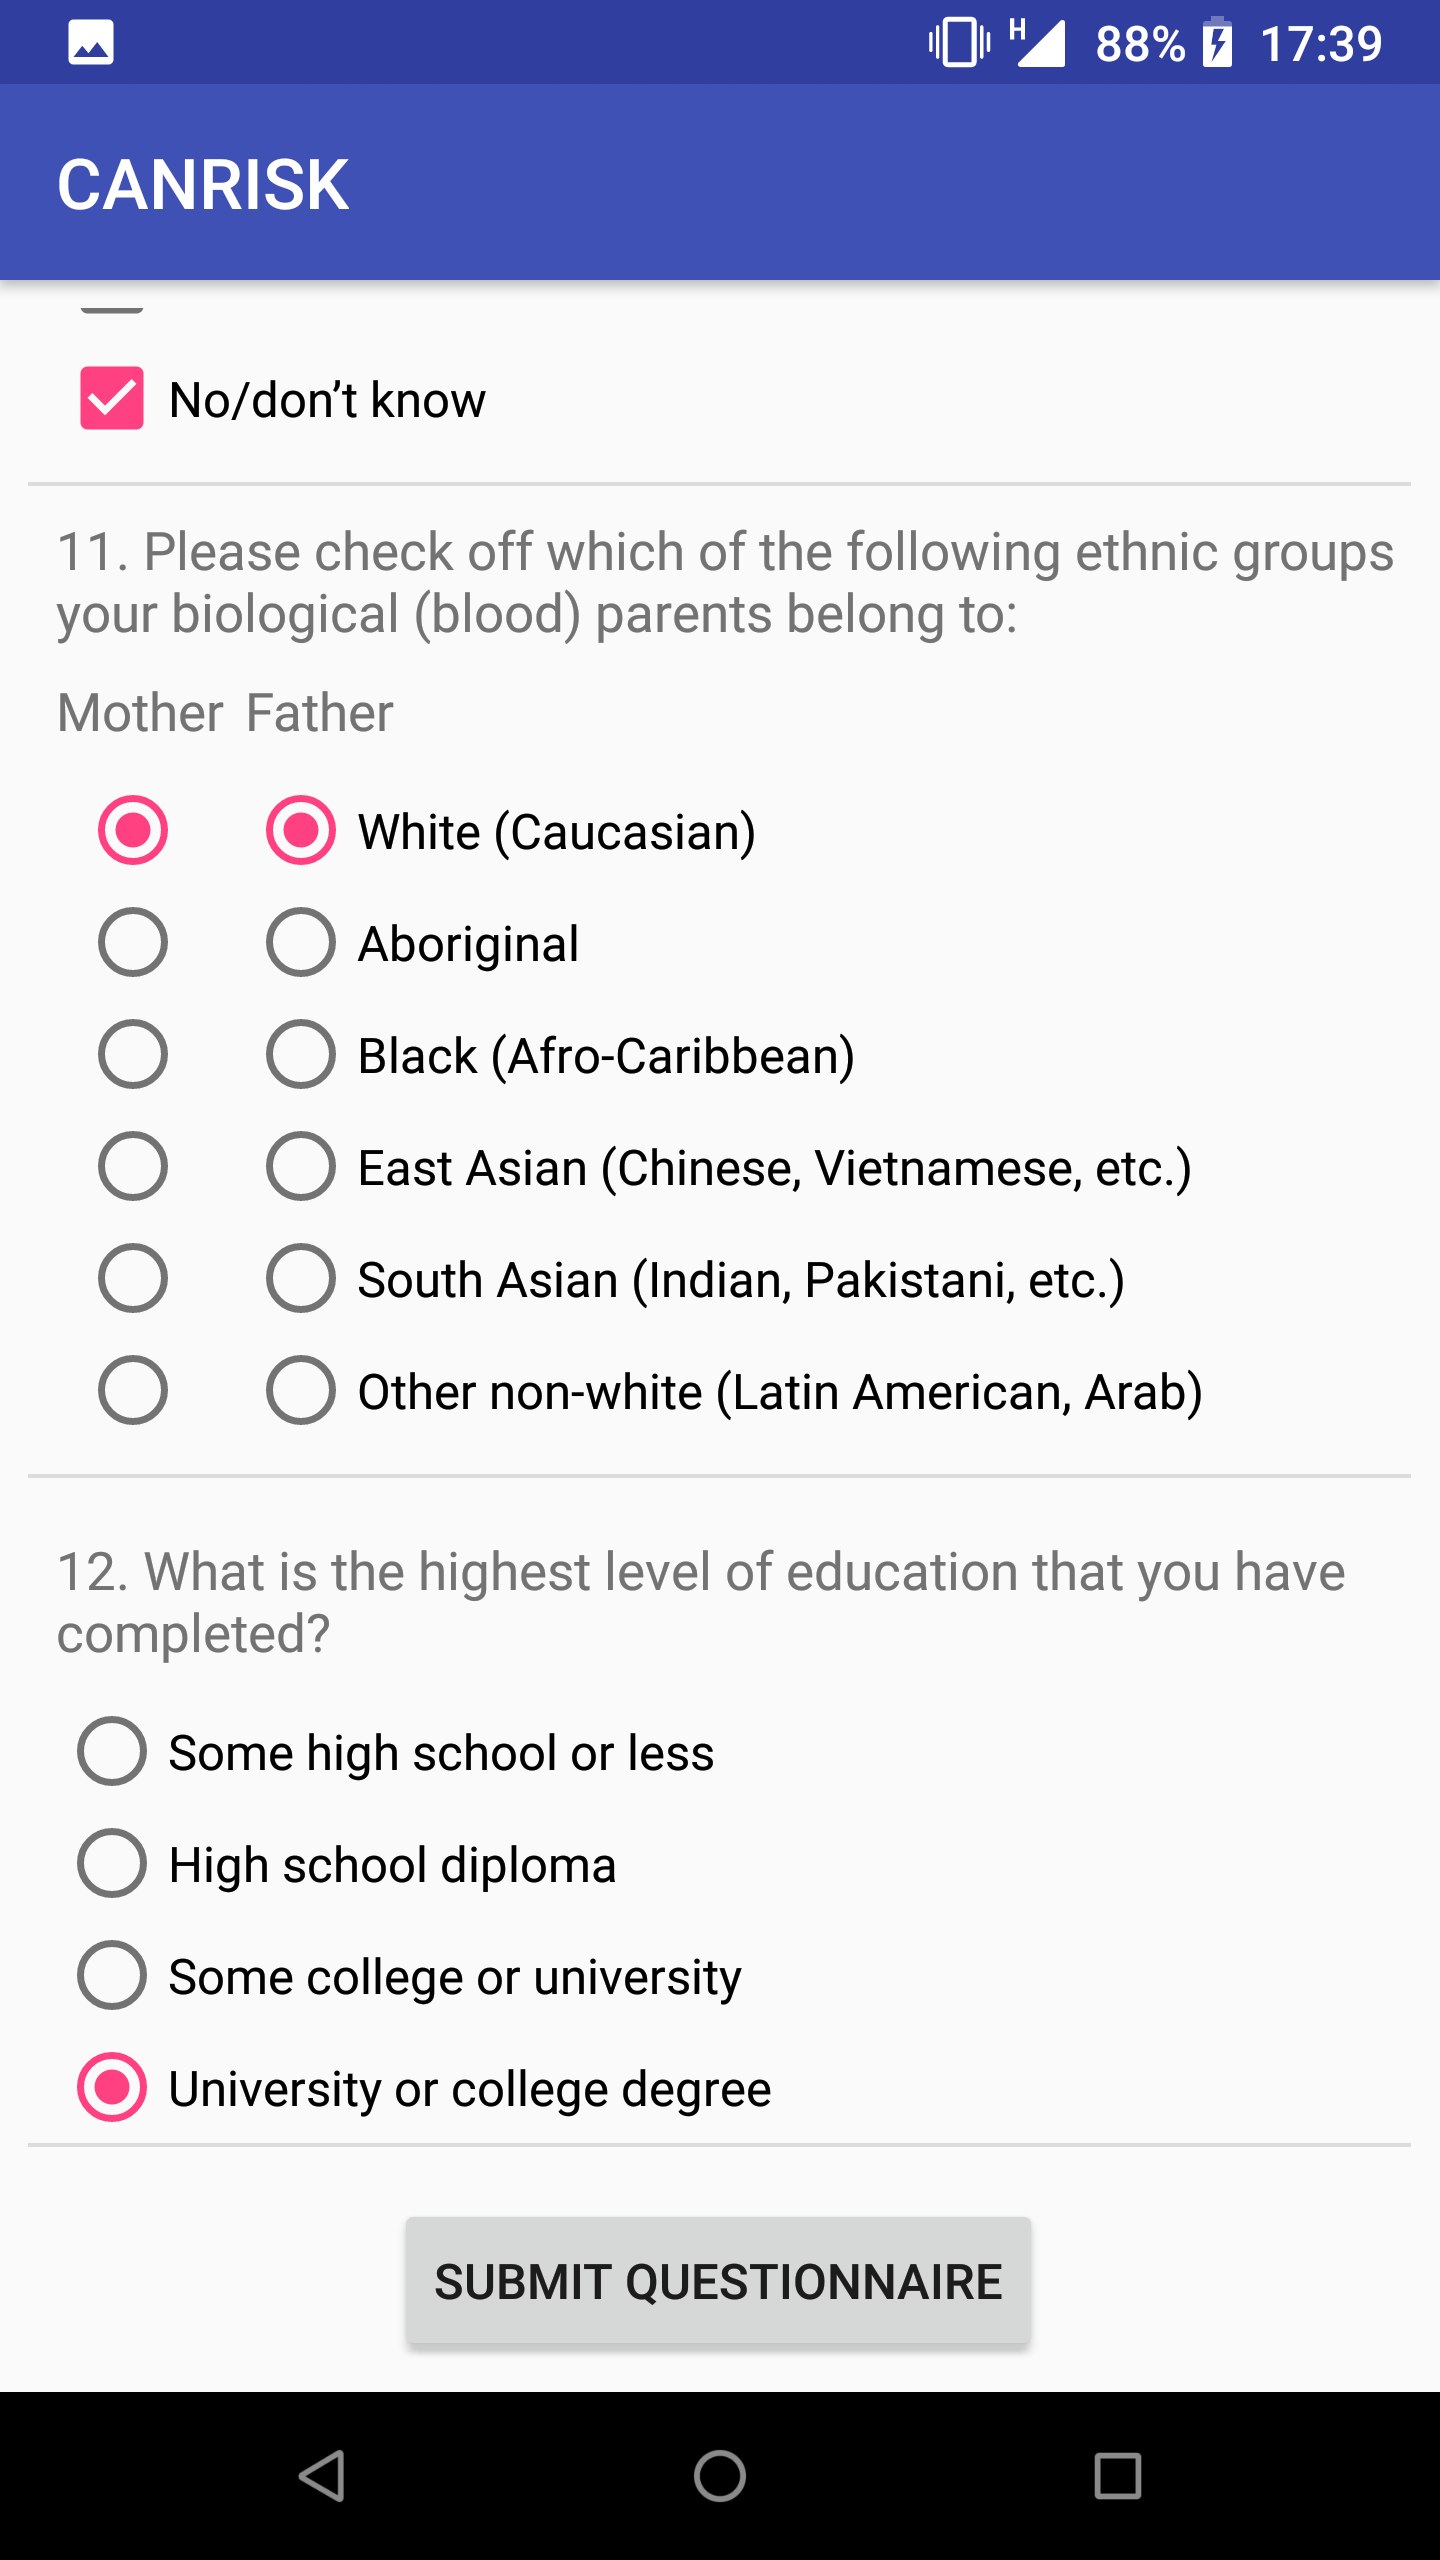 H 88% 17:39
CANRISK
No/don’t know
11. Please check off which of the following ethnic groups
your biological (blood) parents belong to:
Mother Father
White (Caucasian)
Aboriginal
Black (Afro-Caribbean)
East Asian (Chinese, Vietnamese, etc.)
South Asian (Indian, Pakistani, etc.)
Other non-white (Latin American, Arab)
12. What is the highest level of education that you have
completed?
Some high school or less
High school diploma
Some college or university
University or college degree
SUBMIT QUESTIONNAIRE